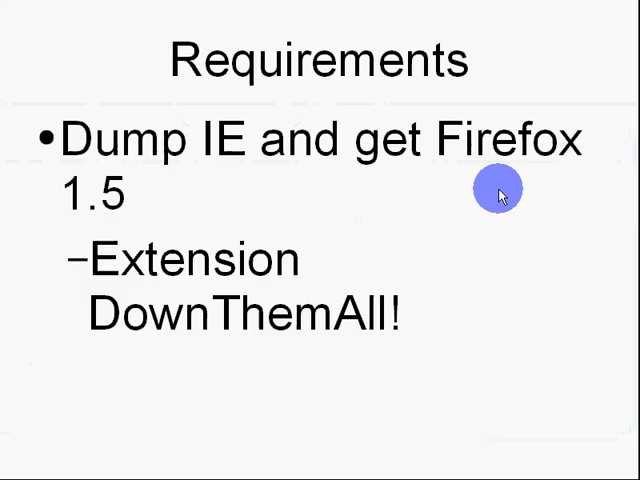 Requirements
•Dump IE and get Firefox
1.5
–Extension
DownThemAll!